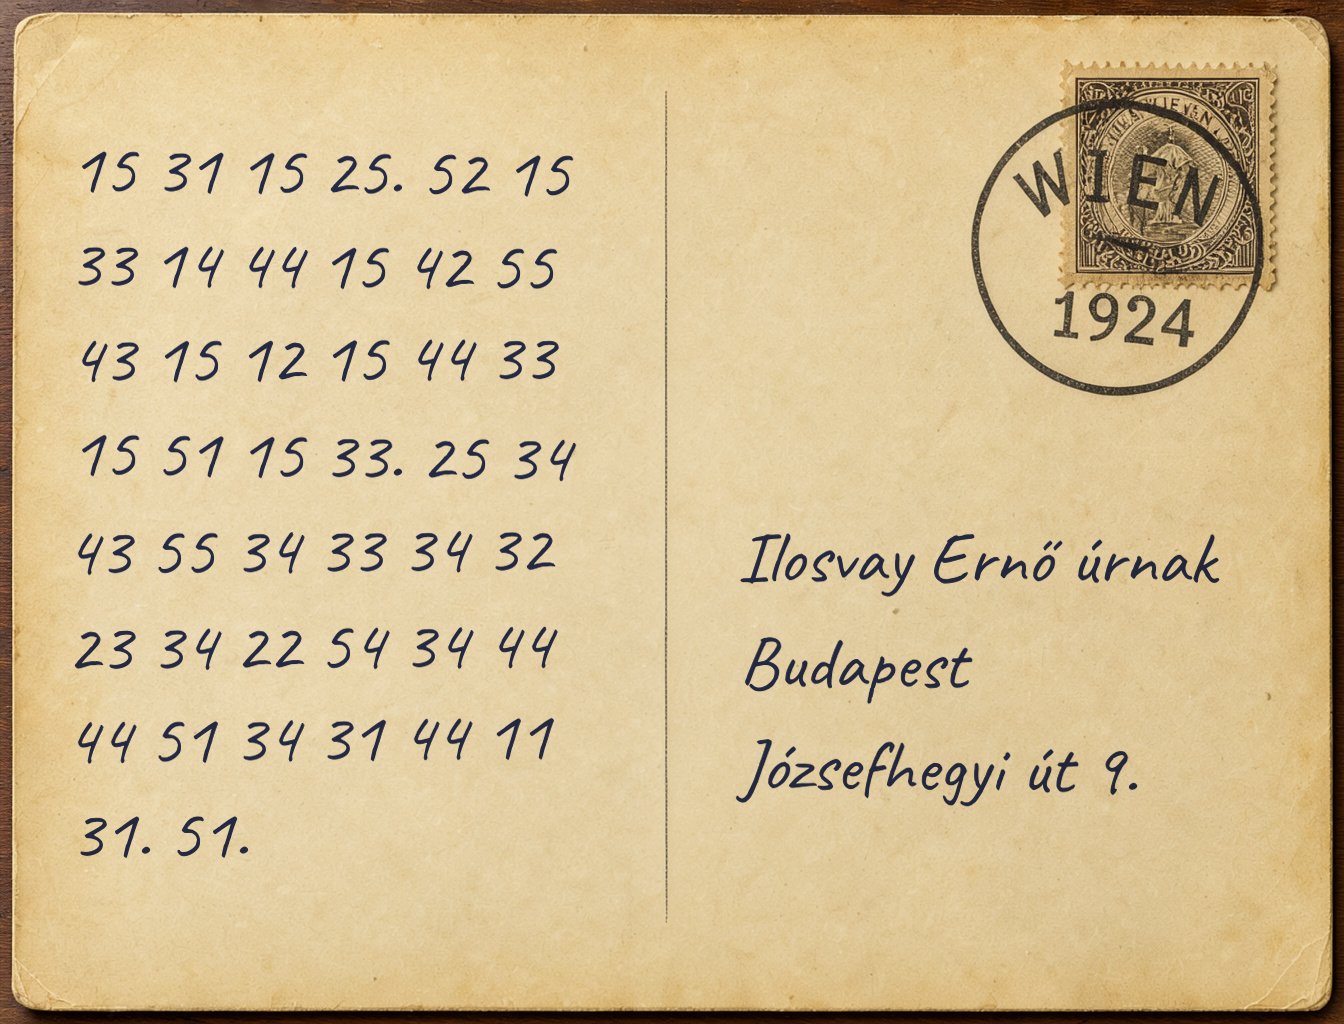 15 31 15 25. 52 15
33 14 44 15 42 55
43 15 12 15 44 33
15 51 15 33. 25 34
43 55 34 33 34 32
23 34 22 54 34 44
44 51 34 31 44 11
31. 51.
WIEN
1924
Ilosvay Ernő úrnak
Budapest
Józsefhegyi út 9.